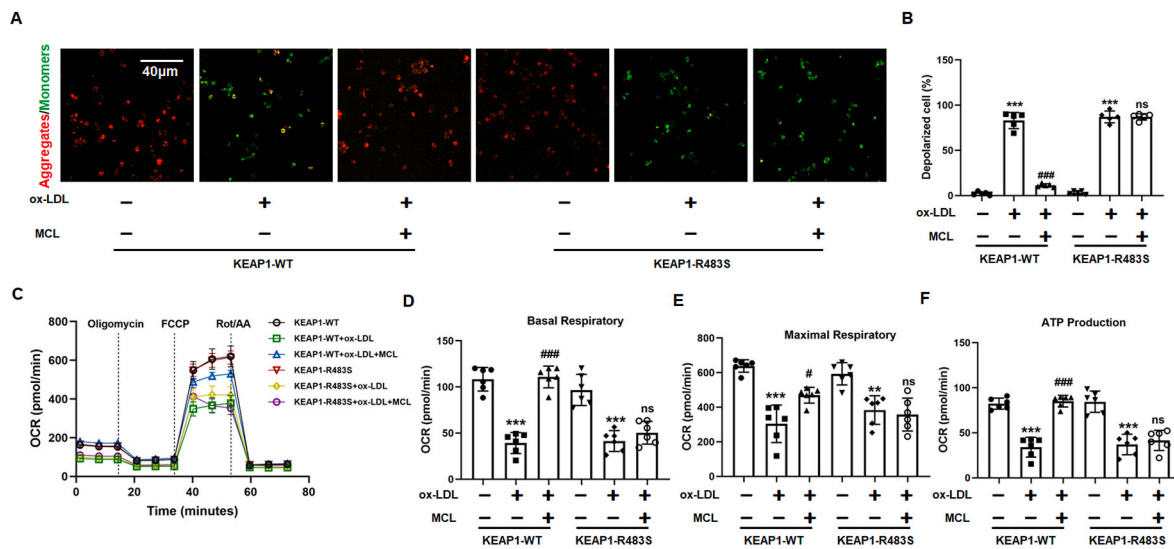 A
Aggregates/Monomers
40μm
ox-LDL − + + − + +
MCL − − + − − +
KEAP1-WT KEAP1-R483S
B
Depolarized cell (%)
150
100
50
0
*** ### *** ns
ox-LDL − + + − + +
MCL − − + − − +
KEAP1-WT KEAP1-R483S
C
OCR (pmol/min)
800
600
400
200
0
0 20 40 60 80
Time (minutes)
Oligomycin FCCP Rot/AA
KEAP1-WT
KEAP1-WT+ox-LDL
KEAP1-WT+ox-LDL+MCL
KEAP1-R483S
KEAP1-R483S+ox-LDL
KEAP1-R483S+ox-LDL+MCL
D
Basal Respiratory
OCR (pmol/min)
150
100
50
0
*** ### *** ns
ox-LDL − + + − + +
MCL − − + − − +
KEAP1-WT KEAP1-R483S
E
Maximal Respiratory
OCR (pmol/min)
800
600
400
200
0
*** # ** ns
ox-LDL − + + − + +
MCL − − + − − +
KEAP1-WT KEAP1-R483S
F
ATP Production
OCR (pmol/min)
150
100
50
0
*** ### *** ns
ox-LDL − + + − + +
MCL − − + − − +
KEAP1-WT KEAP1-R483S